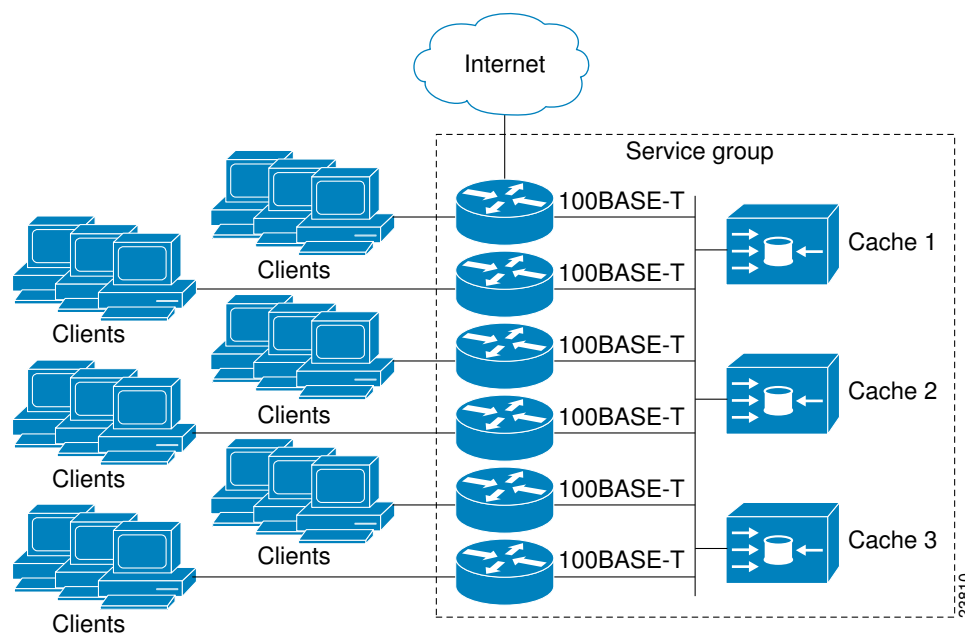 Internet
Service group
100BASE-T
Clients
Cache 1
100BASE-T
Clients
100BASE-T
Clients
Cache 2
100BASE-T
Clients
100BASE-T
Clients
Cache 3
100BASE-T
Clients
23810